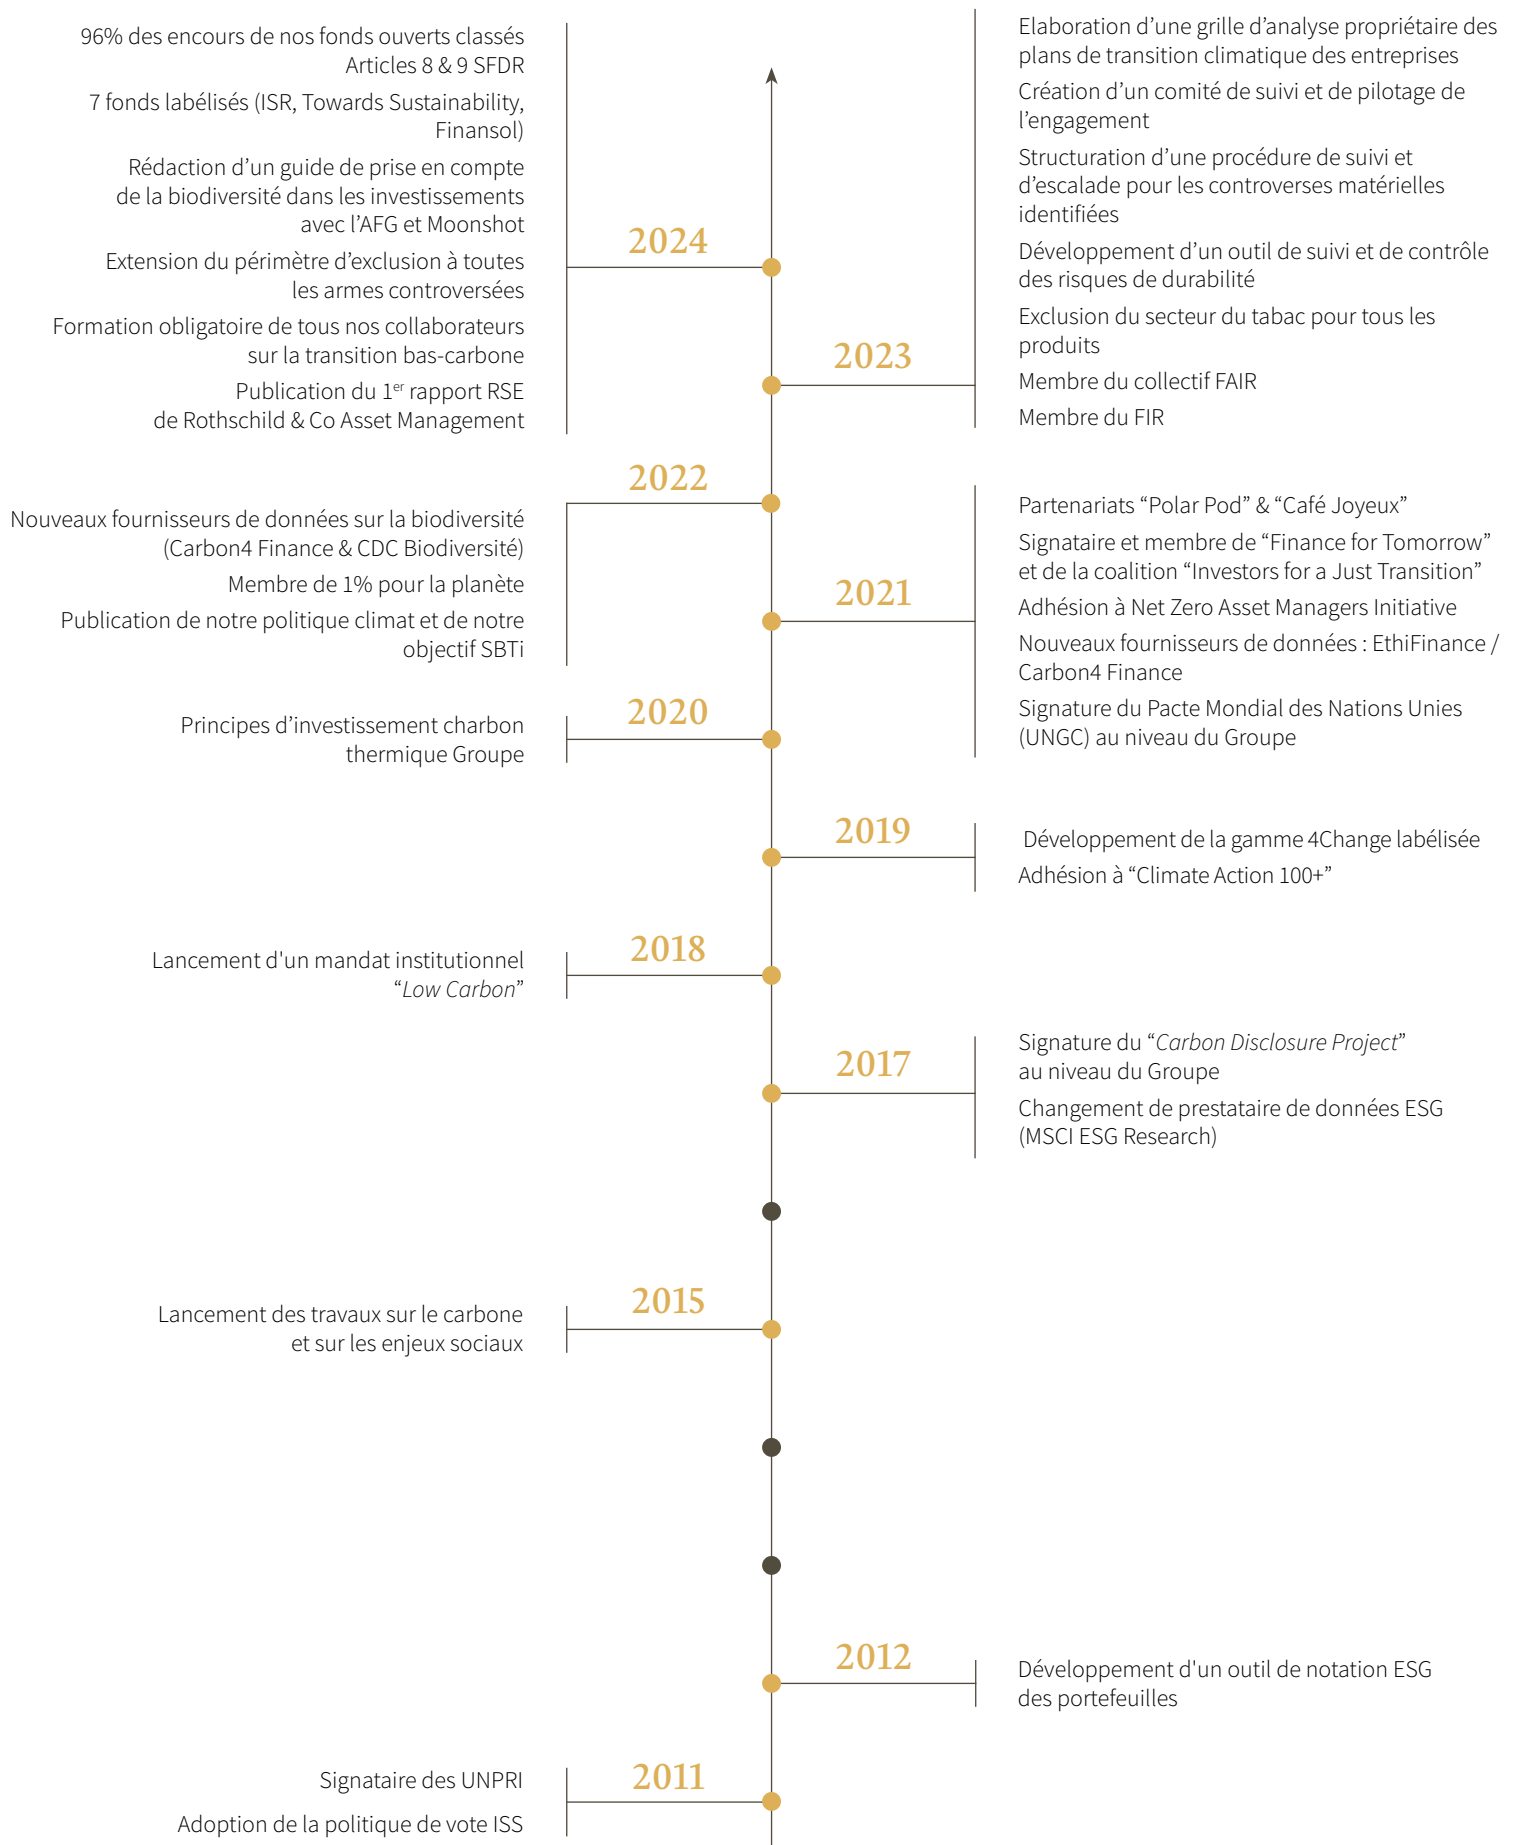 96% des encours de nos fonds ouverts classés
Articles 8 & 9 SFDR
7 fonds labélisés (ISR, Towards Sustainability,
Finansol)
Rédaction d’un guide de prise en compte
de la biodiversité dans les investissements
avec l’AFG et Moonshot
Extension du périmètre d’exclusion à toutes
les armes controversées
Formation obligatoire de tous nos collaborateurs
sur la transition bas-carbone
Publication du 1er rapport RSE
de Rothschild & Co Asset Management
2024
Elaboration d’une grille d’analyse propriétaire des
plans de transition climatique des entreprises
Création d’un comité de suivi et de pilotage de
l’engagement
Structuration d’une procédure de suivi et
d’escalade pour les controverses matérielles
identifiées
Développement d’un outil de suivi et de contrôle
des risques de durabilité
Exclusion du secteur du tabac pour tous les
produits
Membre du collectif FAIR
Membre du FIR
2023
2022
Nouveaux fournisseurs de données sur la biodiversité
(Carbon4 Finance & CDC Biodiversité)
Membre de 1% pour la planète
Publication de notre politique climat et de notre
objectif SBTi
2021
Partenariats “Polar Pod” & “Café Joyeux”
Signataire et membre de “Finance for Tomorrow”
et de la coalition “Investors for a Just Transition”
Adhésion à Net Zero Asset Managers Initiative
Nouveaux fournisseurs de données : EthiFinance /
Carbon4 Finance
Signature du Pacte Mondial des Nations Unies
(UNGC) au niveau du Groupe
2020
Principes d’investissement charbon
thermique Groupe
2019
Développement de la gamme 4Change labélisée
Adhésion à “Climate Action 100+”
2018
Lancement d'un mandat institutionnel
“Low Carbon”
2017
Signature du “Carbon Disclosure Project”
au niveau du Groupe
Changement de prestataire de données ESG
(MSCI ESG Research)
2015
Lancement des travaux sur le carbone
et sur les enjeux sociaux
2012
Développement d'un outil de notation ESG
des portefeuilles
2011
Signataire des UNPRI
Adoption de la politique de vote ISS